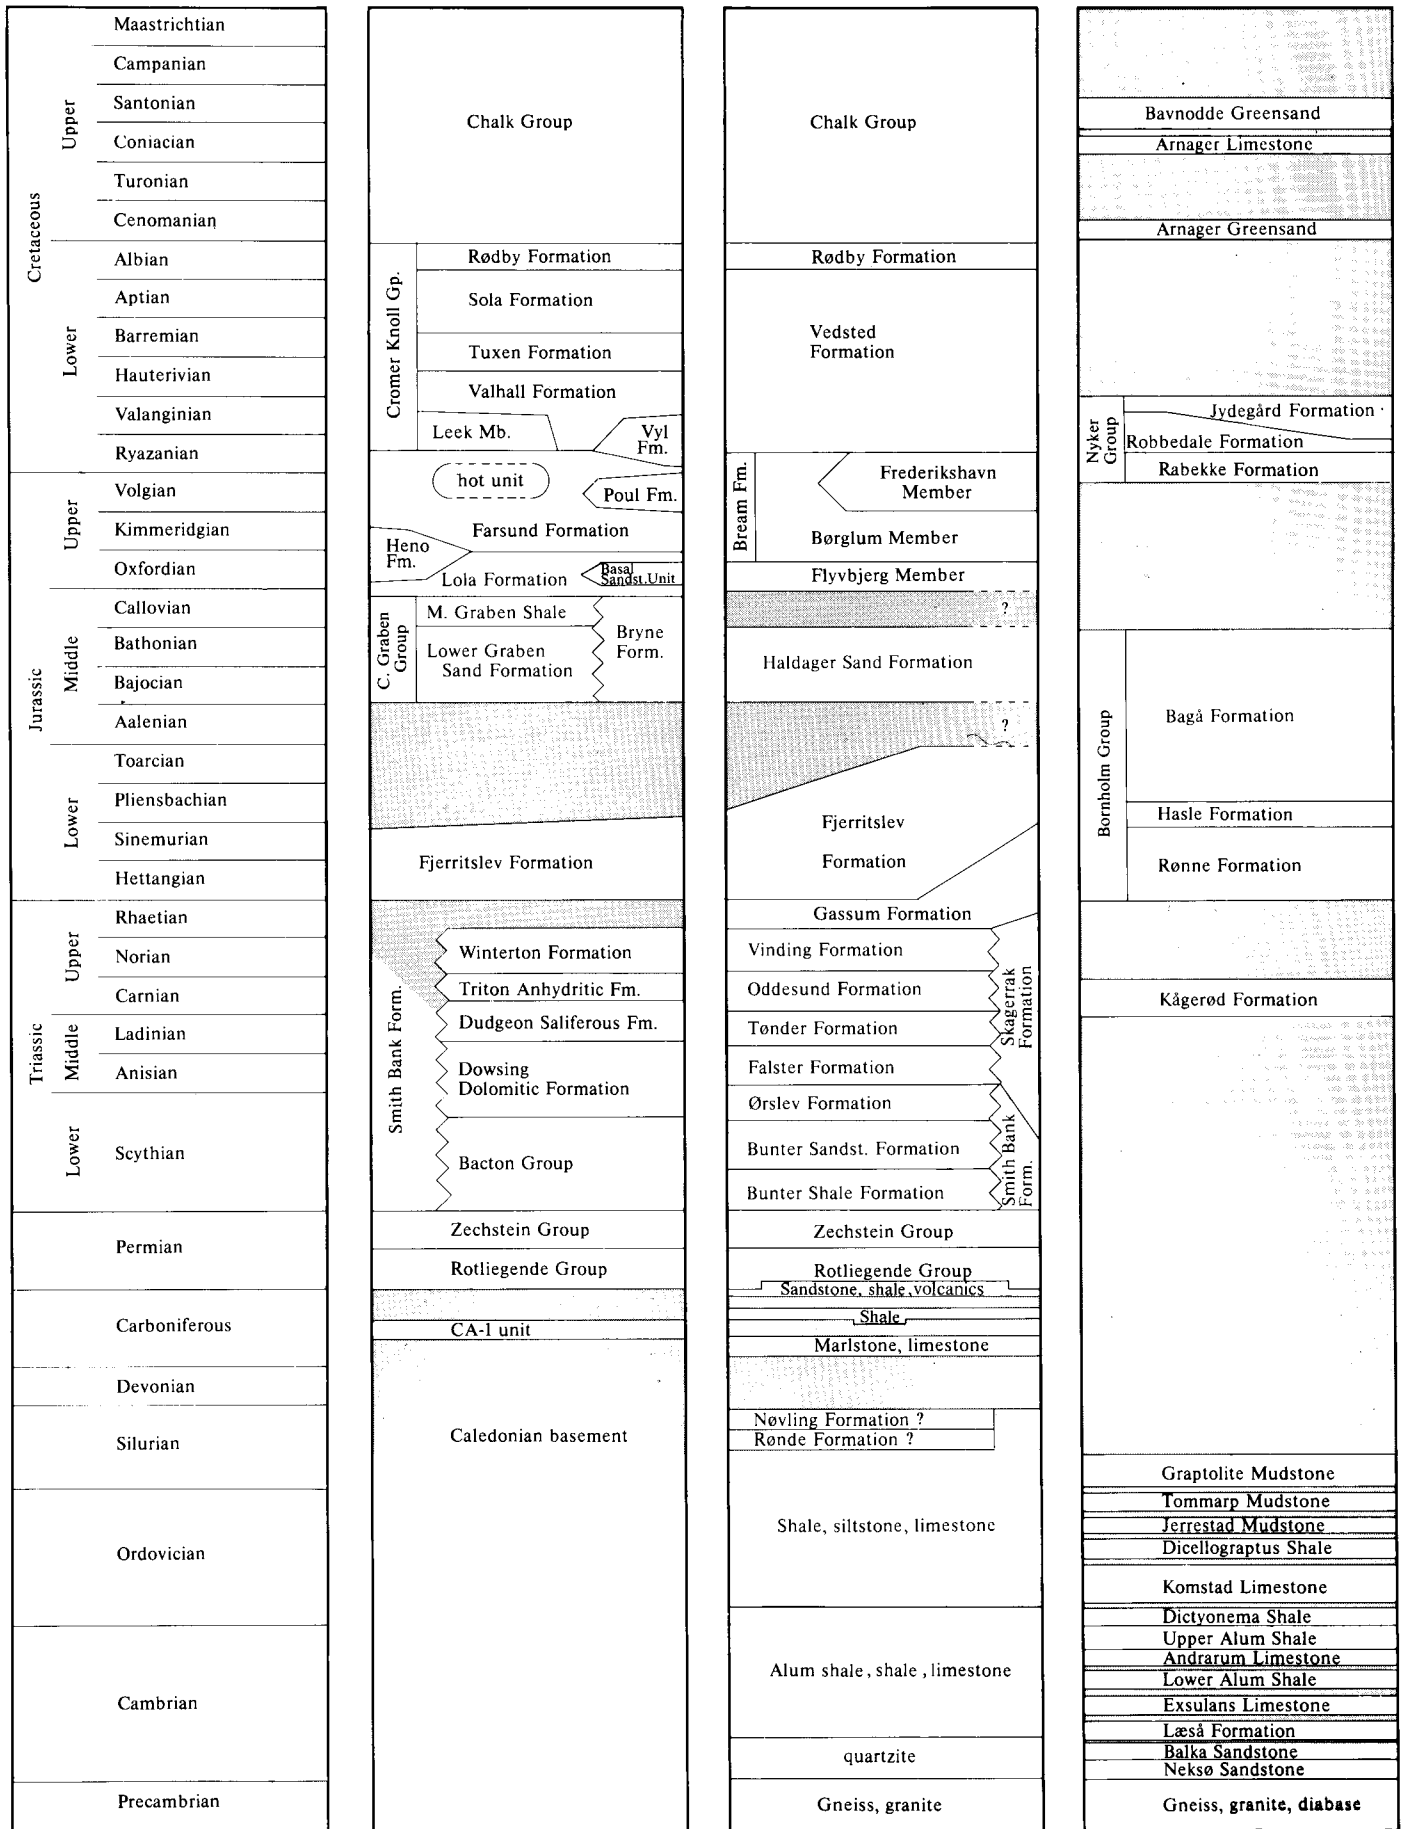 Cretaceous
Upper
Maastrichtian
Campanian
Santonian
Coniacian
Turonian
Cenomanian
Lower
Albian
Aptian
Barremian
Hauterivian
Valanginian
Ryazanian
Jurassic
Upper
Volgian
Kimmeridgian
Oxfordian
Middle
Callovian
Bathonian
Bajocian
Aalenian
Lower
Toarcian
Pliensbachian
Sinemurian
Hettangian
Triassic
Upper
Rhaetian
Norian
Carnian
Middle
Ladinian
Anisian
Lower
Scythian
Permian
Carboniferous
Devonian
Silurian
Ordovician
Cambrian
Precambrian
Chalk Group
Cromer Knoll Gp.
Rødby Formation
Sola Formation
Tuxen Formation
Valhall Formation
Leek Mb.
Vyl
Fm.
hot unit
Poul Fm.
Farsund Formation
Heno
Fm.
Lola Formation
Basal
Sandst.Unit
C. Graben
Group
M. Graben Shale
Lower Graben
Sand Formation
Bryne
Form.
Fjerritslev Formation
Smith Bank Form.
Winterton Formation
Triton Anhydritic Fm.
Dudgeon Saliferous Fm.
Dowsing
Dolomitic Formation
Bacton Group
Zechstein Group
Rotliegende Group
CA-1 unit
Caledonian basement
Chalk Group
Rødby Formation
Vedsted
Formation
Bream Fm.
Frederikshavn
Member
Børglum Member
Flyvbjerg Member
?
Haldager Sand Formation
?
Fjerritslev
Formation
Gassum Formation
Vinding Formation
Oddesund Formation
Tønder Formation
Falster Formation
Skagerrak
Formation
Ørslev Formation
Bunter Sandst. Formation
Bunter Shale Formation
Smith Bank
Form.
Zechstein Group
Rotliegende Group
Sandstone, shale, volcanics
Shale
Marlstone, limestone
Nøvling Formation ?
Rønde Formation ?
Shale, siltstone, limestone
Alum shale, shale, limestone
quartzite
Gneiss, granite
Bavnodde Greensand
Arnager Limestone
Arnager Greensand
Nyker
Group
Jydegård Formation
Robbedale Formation
Rabekke Formation
Bornholm Group
Bagå Formation
Hasle Formation
Rønne Formation
Kågerød Formation
Graptolite Mudstone
Tommarp Mudstone
Jerrestad Mudstone
Dicellograptus Shale
Komstad Limestone
Dictyonema Shale
Upper Alum Shale
Andrarum Limestone
Lower Alum Shale
Exsulans Limestone
Læså Formation
Balka Sandstone
Neksø Sandstone
Gneiss, granite, diabase